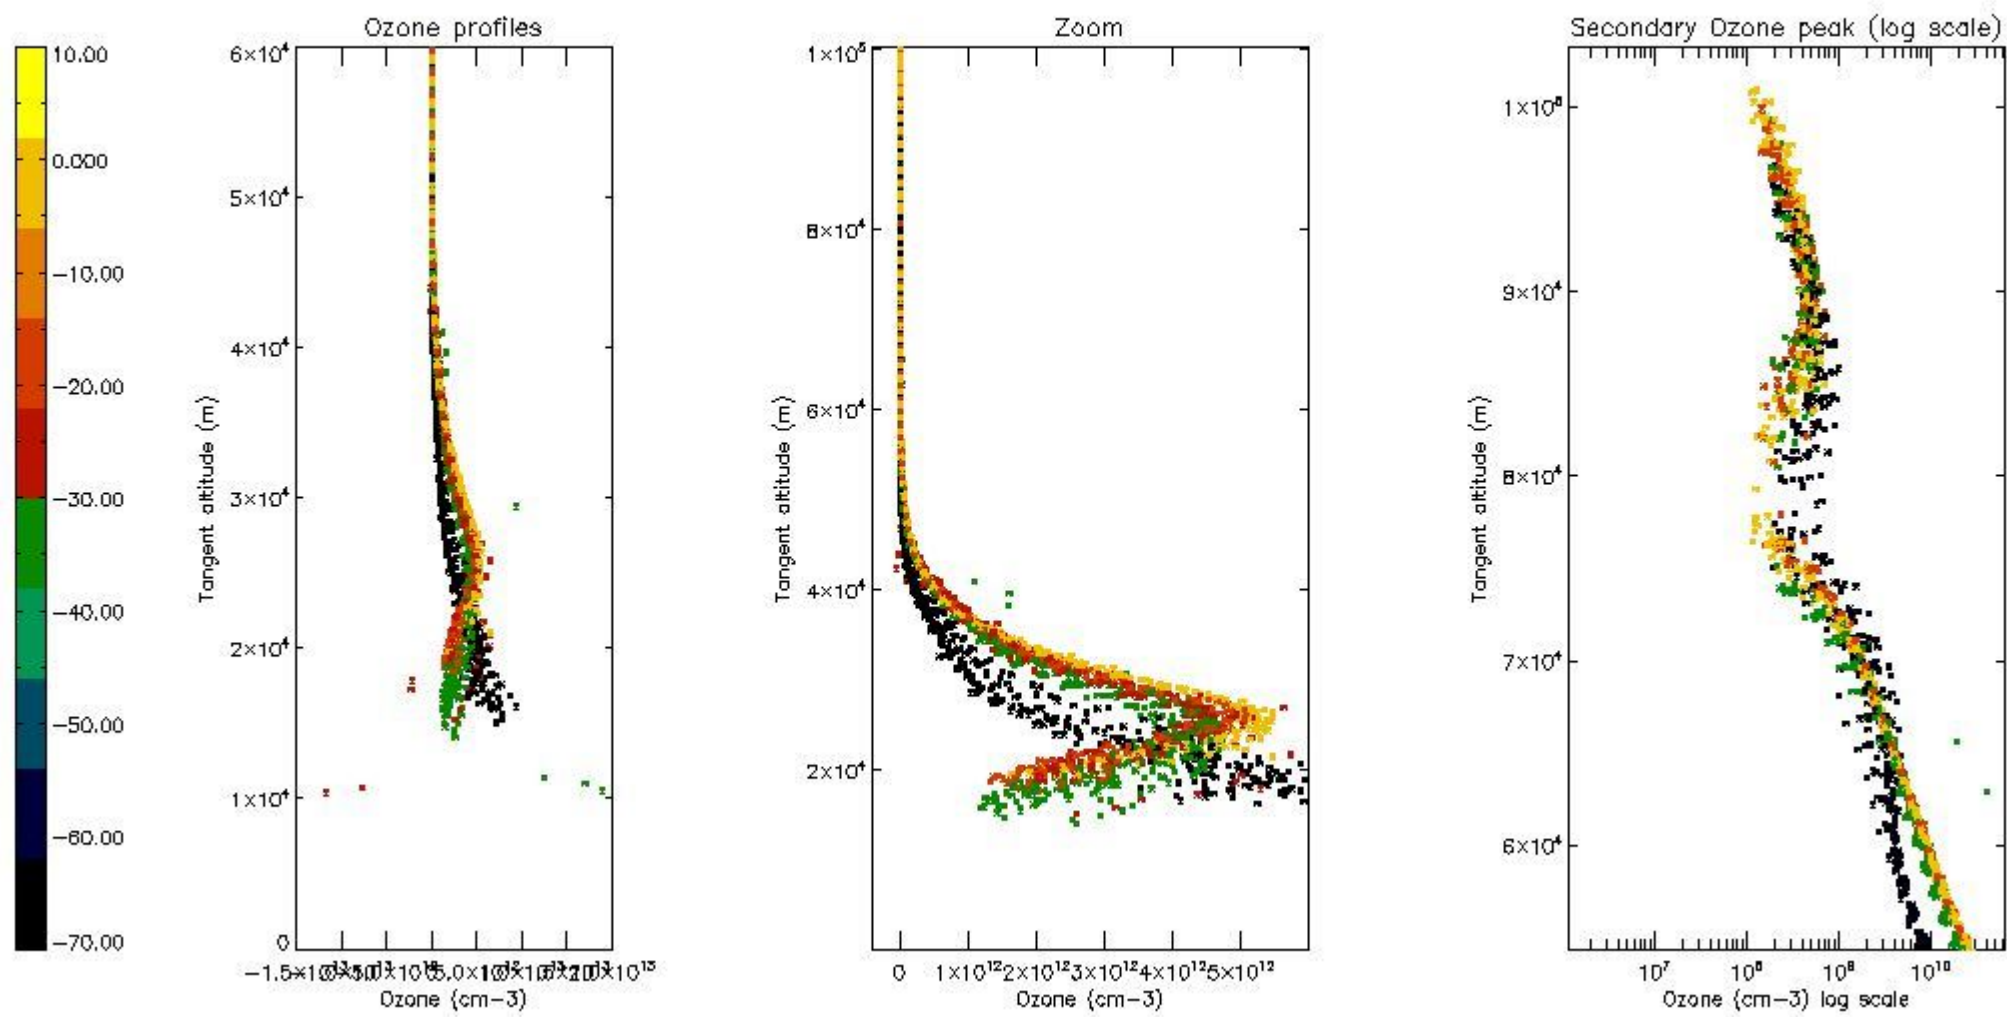 Ozone profiles
Zoom
Secondary Ozone peak (log scale)
10.00
0.000
−10.00
−20.00
−30.00
−40.00
−50.00
−60.00
−70.00
6×10⁴
5×10⁴
4×10⁴
3×10⁴
2×10⁴
1×10⁴
0
Tangent altitude (m)
Ozone (cm−3)
1×10⁵
8×10⁴
6×10⁴
4×10⁴
2×10⁴
Tangent altitude (m)
0 1×10¹² 2×10¹² 3×10¹² 4×10¹² 5×10¹²
Ozone (cm−3)
9×10⁴
8×10⁴
7×10⁴
6×10⁴
Tangent altitude (m)
10⁷ 10⁸ 10⁹ 10¹⁰
Ozone (cm−3) log scale